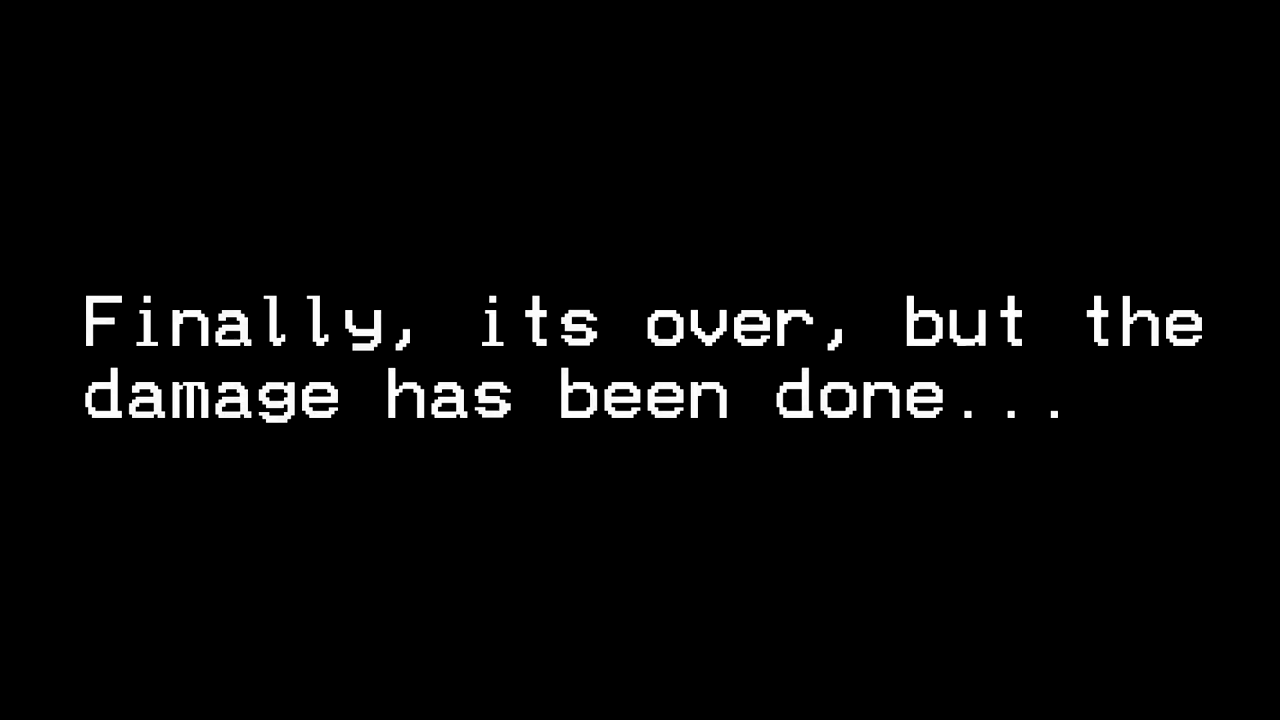 Finally, its over, but the
damage has been done...